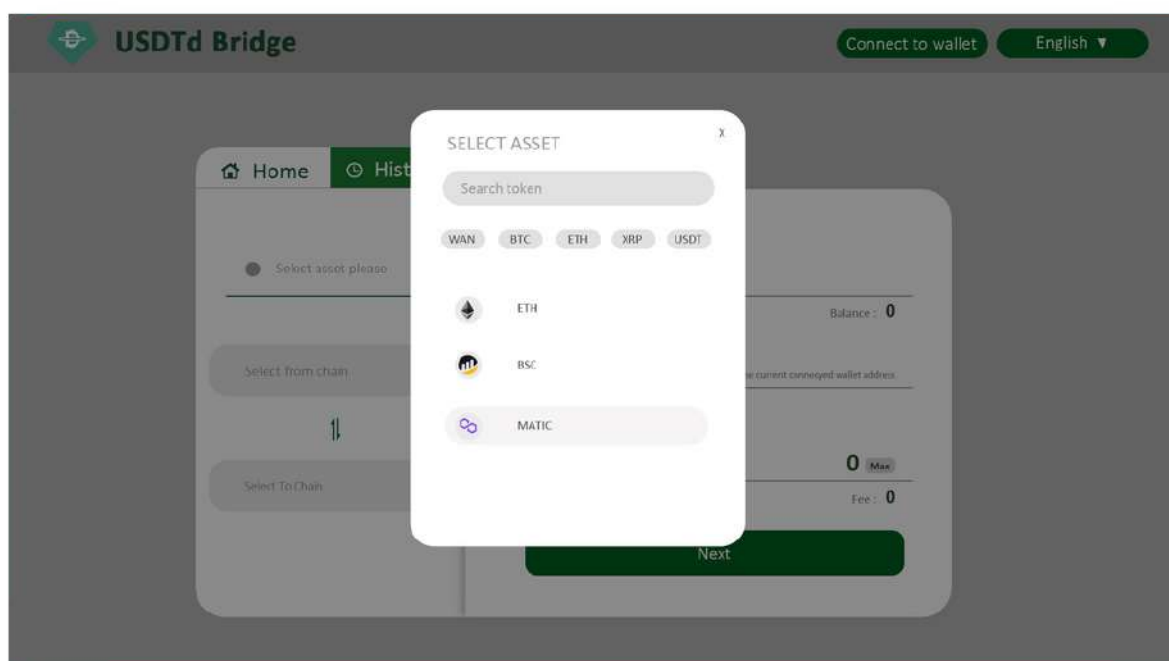 USDTd Bridge
Connect to wallet
English ▼
Home
Hist
SELECT ASSET
X
Search token
WAN BTC ETH XRP USDT
Select asset please
ETH
Balance : 0
BSC
Select from chain
current connecyed wallet address
MATIC
0 Max
Select To Chain
Fee : 0
Next